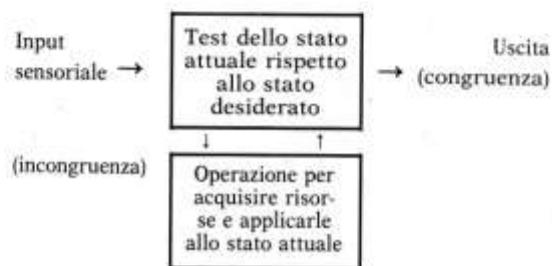 Input
sensoriale →
Test dello stato
attuale rispetto
allo stato
desiderato
→
Uscita
(congruenza)
↓ ↑
(incongruenza)
Operazione per
acquisire risor-
se e applicarle
allo stato attuale